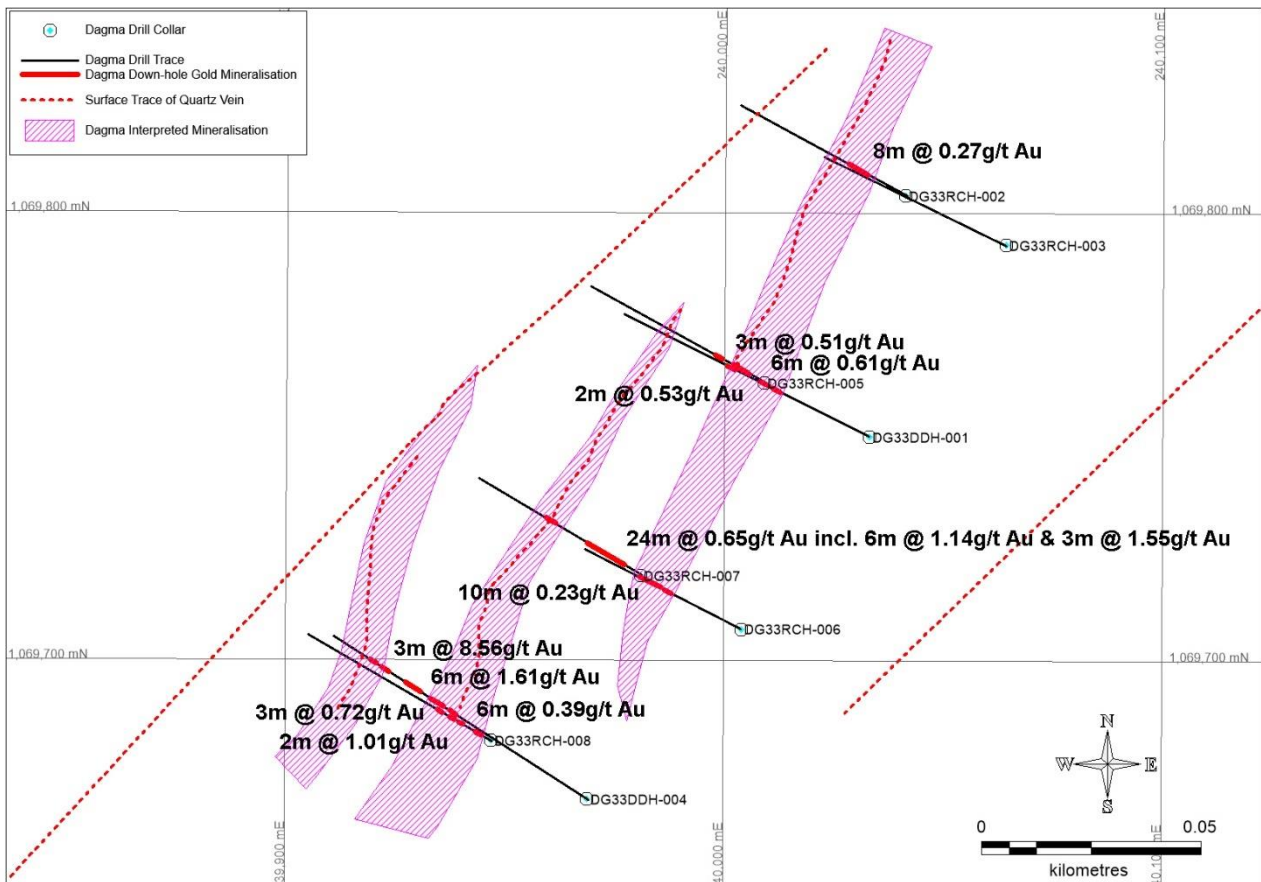 Dagma Drill Collar
Dagma Drill Trace
Dagma Down-hole Gold Mineralisation
Surface Trace of Quartz Vein
Dagma Interpreted Mineralisation
240,000 mE
240,100 mE
8m @ 0.27g/t Au
DG33RCH-002
1,069,800 mN
1,069,800 mN
DG33RCH-003
3m @ 0.51g/t Au
6m @ 0.61g/t Au
DG33RCH-005
2m @ 0.53g/t Au
DG33DDH-001
24m @ 0.65g/t Au incl. 6m @ 1.14g/t Au & 3m @ 1.55g/t Au
DG33RCH-007
10m @ 0.23g/t Au
DG33RCH-006
1,069,700 mN
1,069,700 mN
3m @ 8.56g/t Au
6m @ 1.61g/t Au
3m @ 0.72g/t Au
6m @ 0.39g/t Au
2m @ 1.01g/t Au
DG33RCH-008
DG33DDH-004
N
W
E
S
39,900 mE
240,000 mE
40,100 mE
0
0.05
kilometres